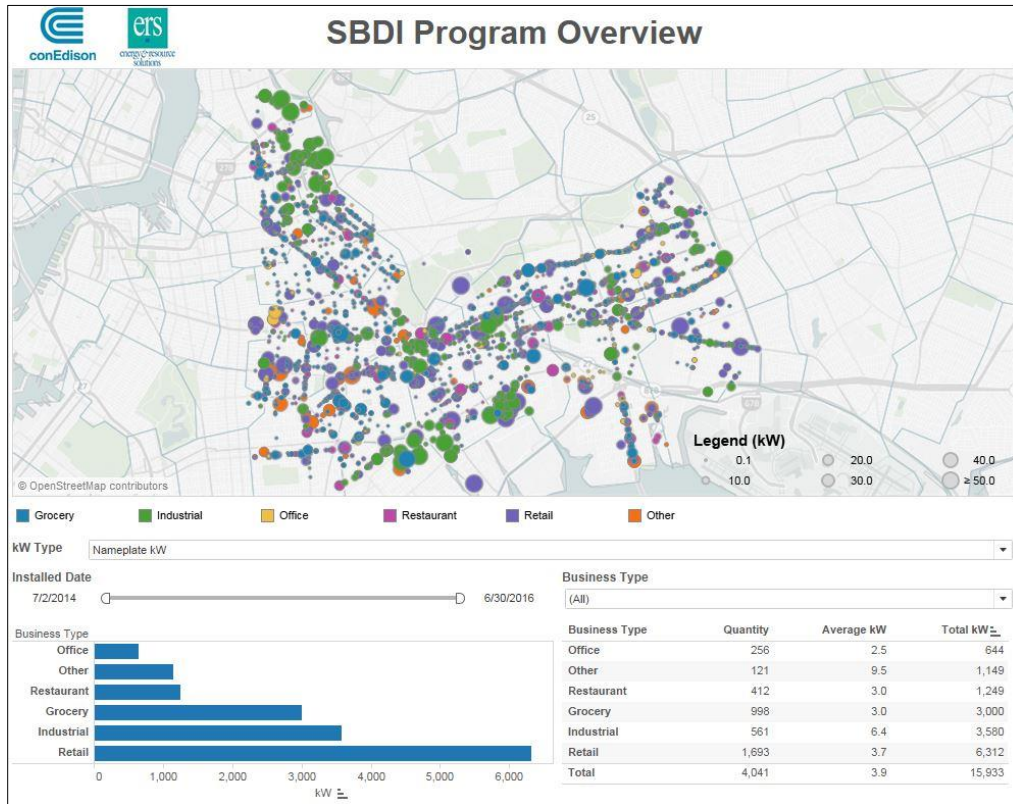 conEdison
ers
energy&resource
solutions
SBDI Program Overview
25
278
27
27
678
Legend (kW)
0.1 20.0 40.0
10.0 30.0 ≥ 50.0
© OpenStreetMap contributors
Grocery Industrial Office Restaurant Retail Other
kW Type Nameplate kW
Installed Date Business Type
7/2/2014 6/30/2016 (All)
Business Type
Office
Other
Restaurant
Grocery
Industrial
Retail
0 1,000 2,000 3,000 4,000 5,000 6,000
kW
Business Type Quantity Average kW Total kW
Office 256 2.5 644
Other 121 9.5 1,149
Restaurant 412 3.0 1,249
Grocery 998 3.0 3,000
Industrial 561 6.4 3,580
Retail 1,693 3.7 6,312
Total 4,041 3.9 15,933